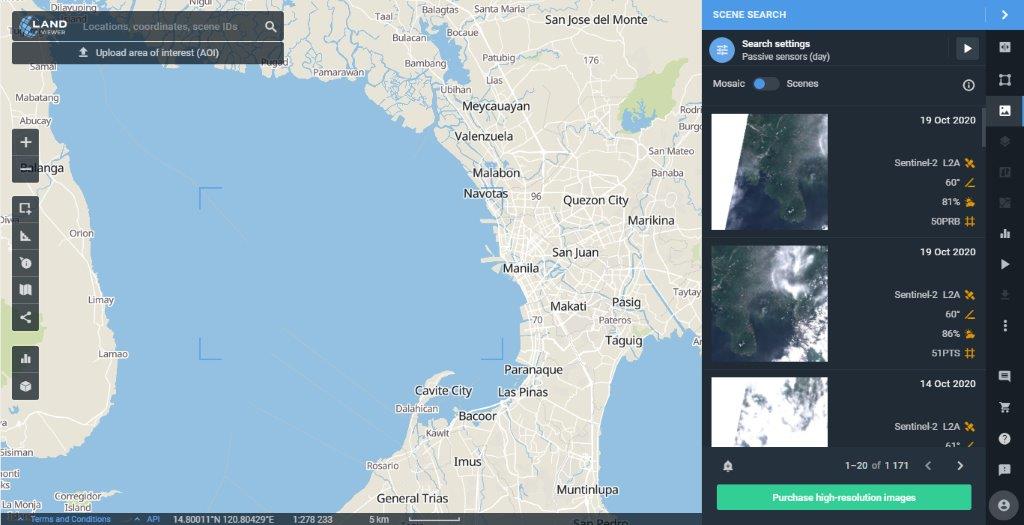 LAND
VIEWER
Locations, coordinates, scene IDs
Upload area of interest (AOI)
Samal
Mabatang
Abucay
Balanga
Orion
Limay
Lamao
Sisiman
La Monja
Corregidor
Island
Taal
Balagtas
Santa Maria
San Jose del Monte
Bulacan
Bocaue
Bambang
Patubig
Pugad
Pamarawan
Lias
Ubihan
Meycauayan
Rodriguez
Valenzuela
San Mateo
Malabon
Banaba
Navotas
96
Quezon City
Marikina
San Juan
Manila
Pasig
Taytay
Makati
70
Pateros
Taguig
Paranaque
Cavite City
Las Pinas
Dalahican
Bacoor
Kawit
Rosario
Imus
Muntinlupa
General Trias
San Pedro
Terms and Conditions
API
14.80011°N 120.80429°E
1:278 233
5 km
SCENE SEARCH
Search settings
Passive sensors (day)
Mosaic
Scenes
19 Oct 2020
Sentinel-2 L2A
60°
81%
50PRB
19 Oct 2020
Sentinel-2 L2A
60°
86%
51PTS
14 Oct 2020
Sentinel-2 L2A
61°
1–20 of 1 171
Purchase high-resolution images